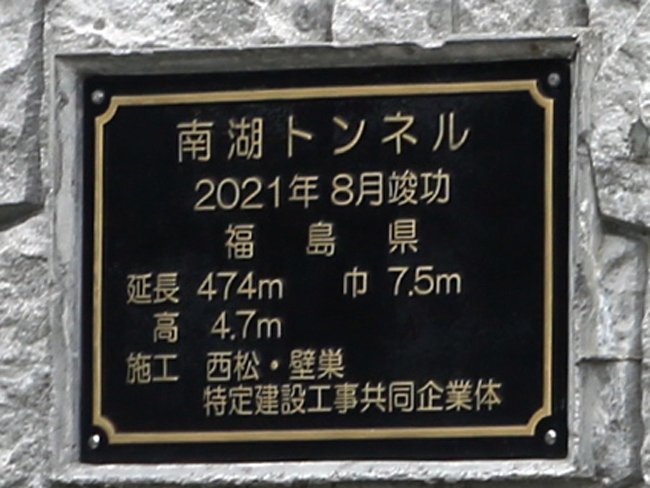 南湖トンネル
2021年 8月竣功
福島県
延長 474m 巾 7.5m
高 4.7m
施工 西松・壁巣
特定建設工事共同企業体